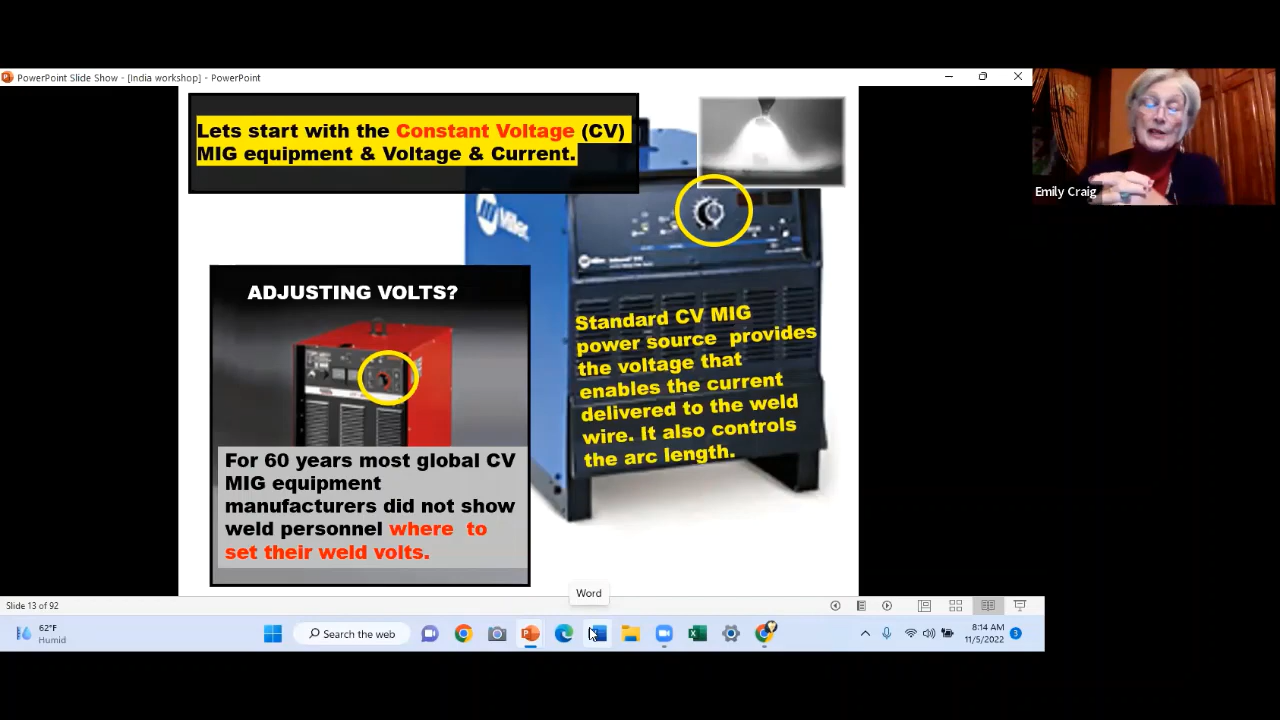 PowerPoint Slide Show - [India workshop] - PowerPoint
Lets start with the Constant Voltage (CV)
MIG equipment & Voltage & Current.
Miller
Emily Craig
ADJUSTING VOLTS?
For 60 years most global CV
MIG equipment
manufacturers did not show
weld personnel where to
set their weld volts.
Standard CV MIG
power source provides
the voltage that
enables the current
delivered to the weld
wire. It also controls
the arc length.
Word
Slide 13 of 92
62°F
Humid
Search the web
8:14 AM
11/5/2022
3